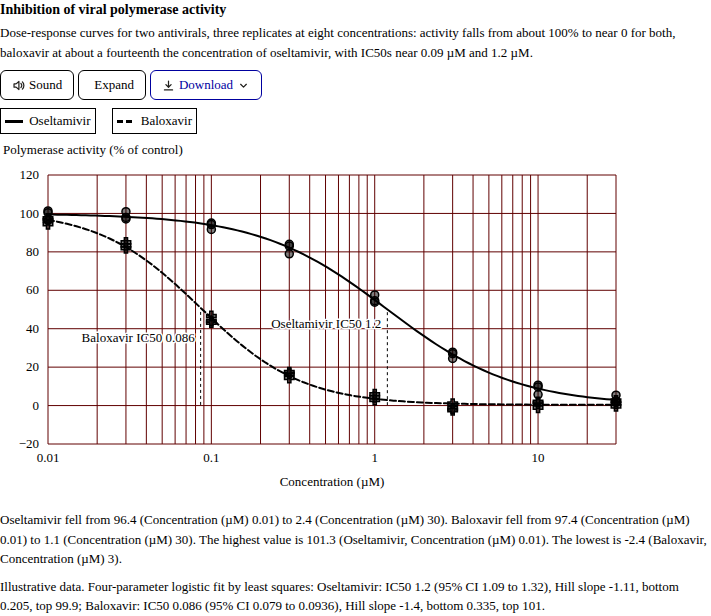 Inhibition of viral polymerase activity
Dose-response curves for two antivirals, three replicates at eight concentrations: activity falls from about 100% to near 0 for both,
baloxavir at about a fourteenth the concentration of oseltamivir, with IC50s near 0.09 µM and 1.2 µM.
Sound Expand Download
Oseltamivir Baloxavir
Polymerase activity (% of control)
120
100
80
60
40
20
0
−20
Baloxavir IC50 0.086
Oseltamivir IC50 1.2
0.01 0.1 1 10
Concentration (µM)
Oseltamivir fell from 96.4 (Concentration (µM) 0.01) to 2.4 (Concentration (µM) 30). Baloxavir fell from 97.4 (Concentration (µM)
0.01) to 1.1 (Concentration (µM) 30). The highest value is 101.3 (Oseltamivir, Concentration (µM) 0.01). The lowest is -2.4 (Baloxavir,
Concentration (µM) 3).
Illustrative data. Four-parameter logistic fit by least squares: Oseltamivir: IC50 1.2 (95% CI 1.09 to 1.32), Hill slope -1.11, bottom
0.205, top 99.9; Baloxavir: IC50 0.086 (95% CI 0.079 to 0.0936), Hill slope -1.4, bottom 0.335, top 101.